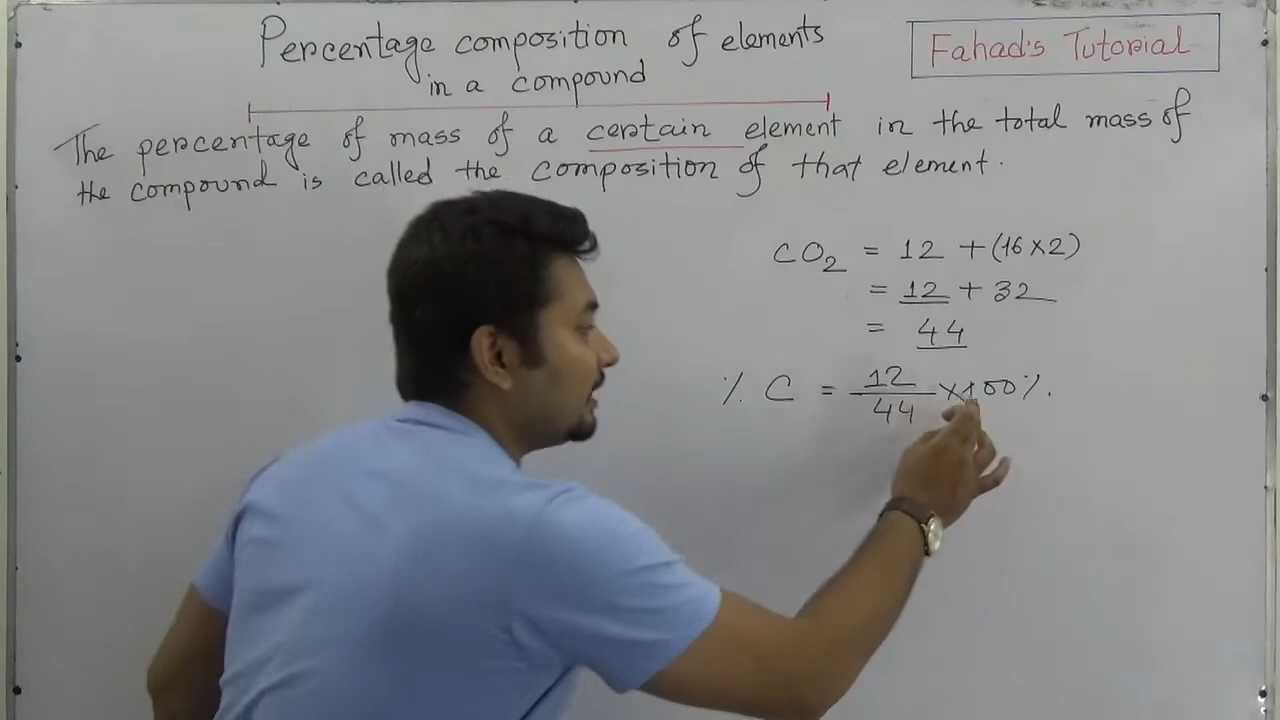 Percentage composition of elements
in a compound
Fahad's Tutorial
The percentage of mass of a certain element in the total mass of
the compound is called the composition of that element.
CO₂ = 12 + (16×2)
= 12 + 32
= 44
% C = 12/44 ×100%.